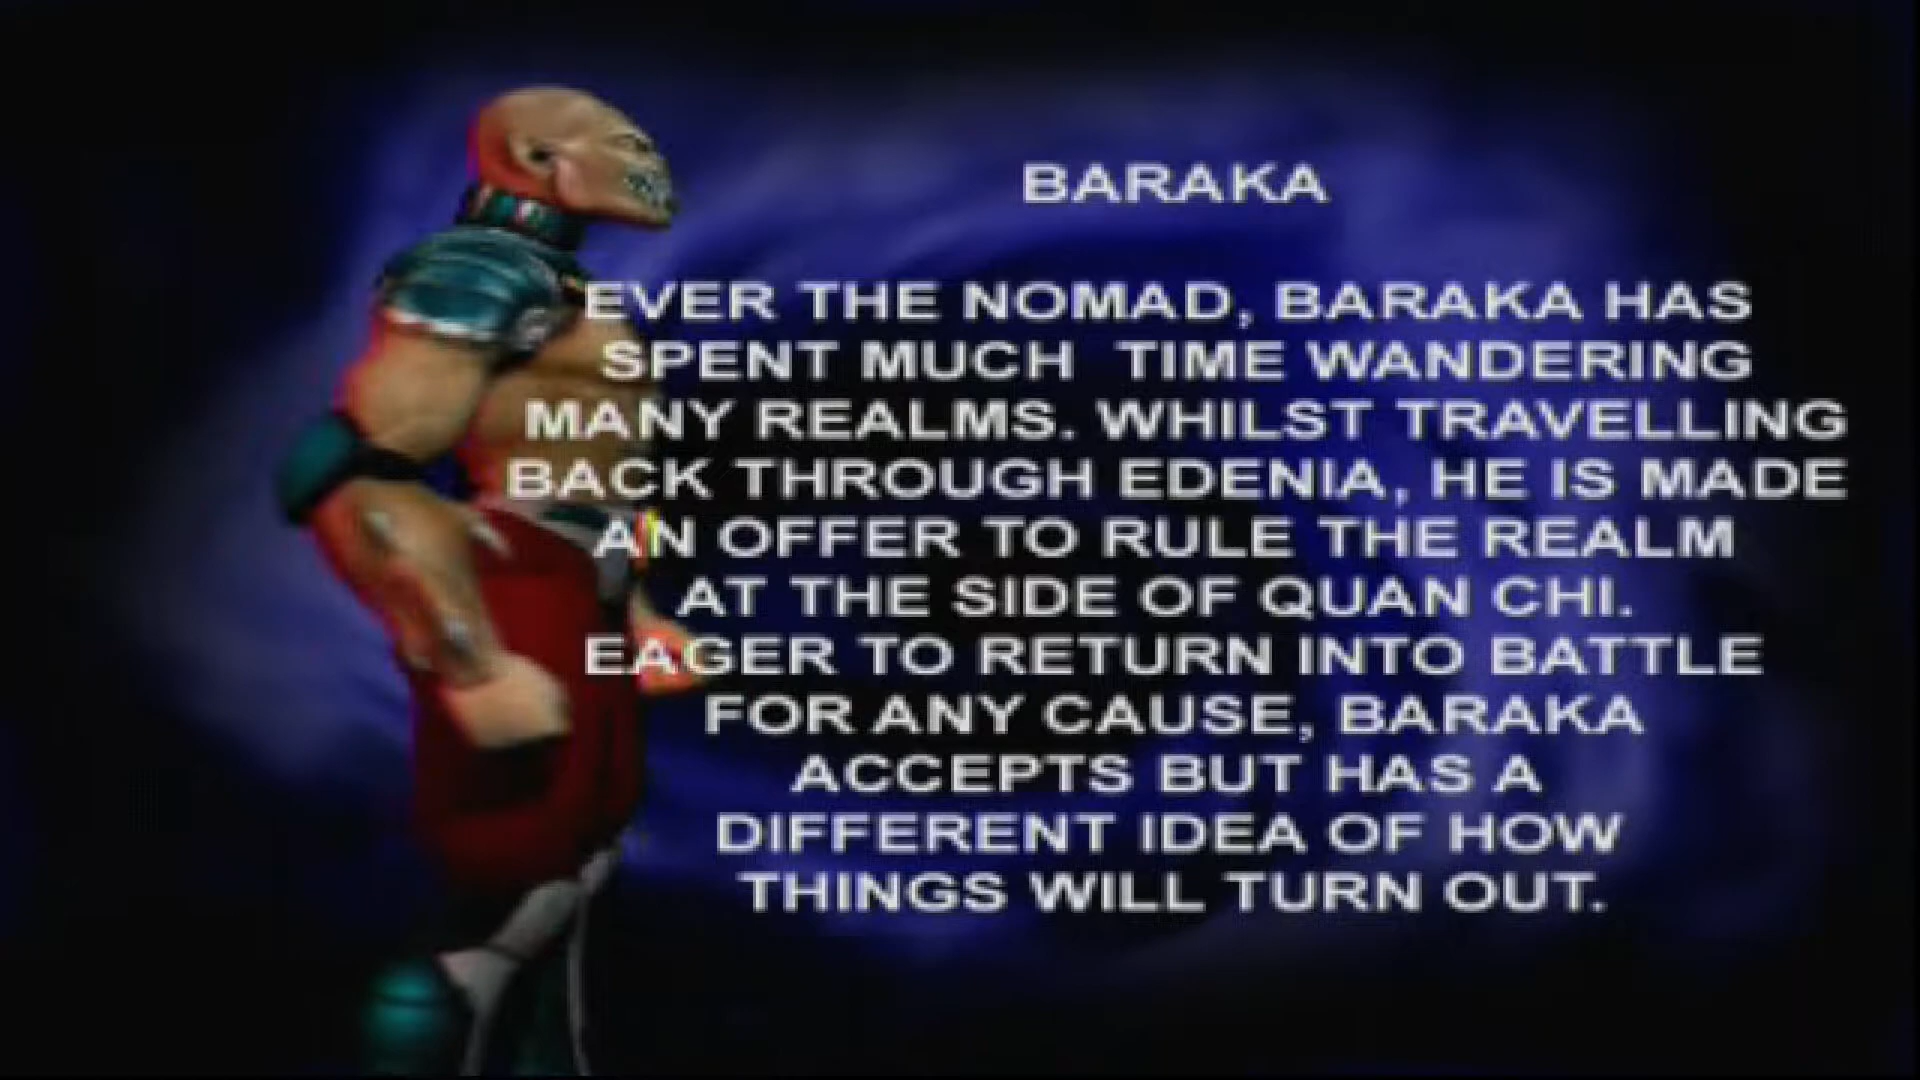 BARAKA
EVER THE NOMAD, BARAKA HAS
SPENT MUCH TIME WANDERING
MANY REALMS. WHILST TRAVELLING
BACK THROUGH EDENIA, HE IS MADE
AN OFFER TO RULE THE REALM
AT THE SIDE OF QUAN CHI.
EAGER TO RETURN INTO BATTLE
FOR ANY CAUSE, BARAKA
ACCEPTS BUT HAS A
DIFFERENT IDEA OF HOW
THINGS WILL TURN OUT.